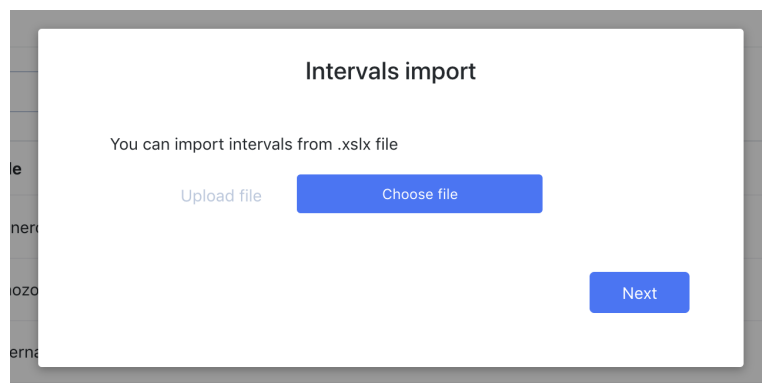 Intervals import
You can import intervals from .xslx file
Upload file
Choose file
Next